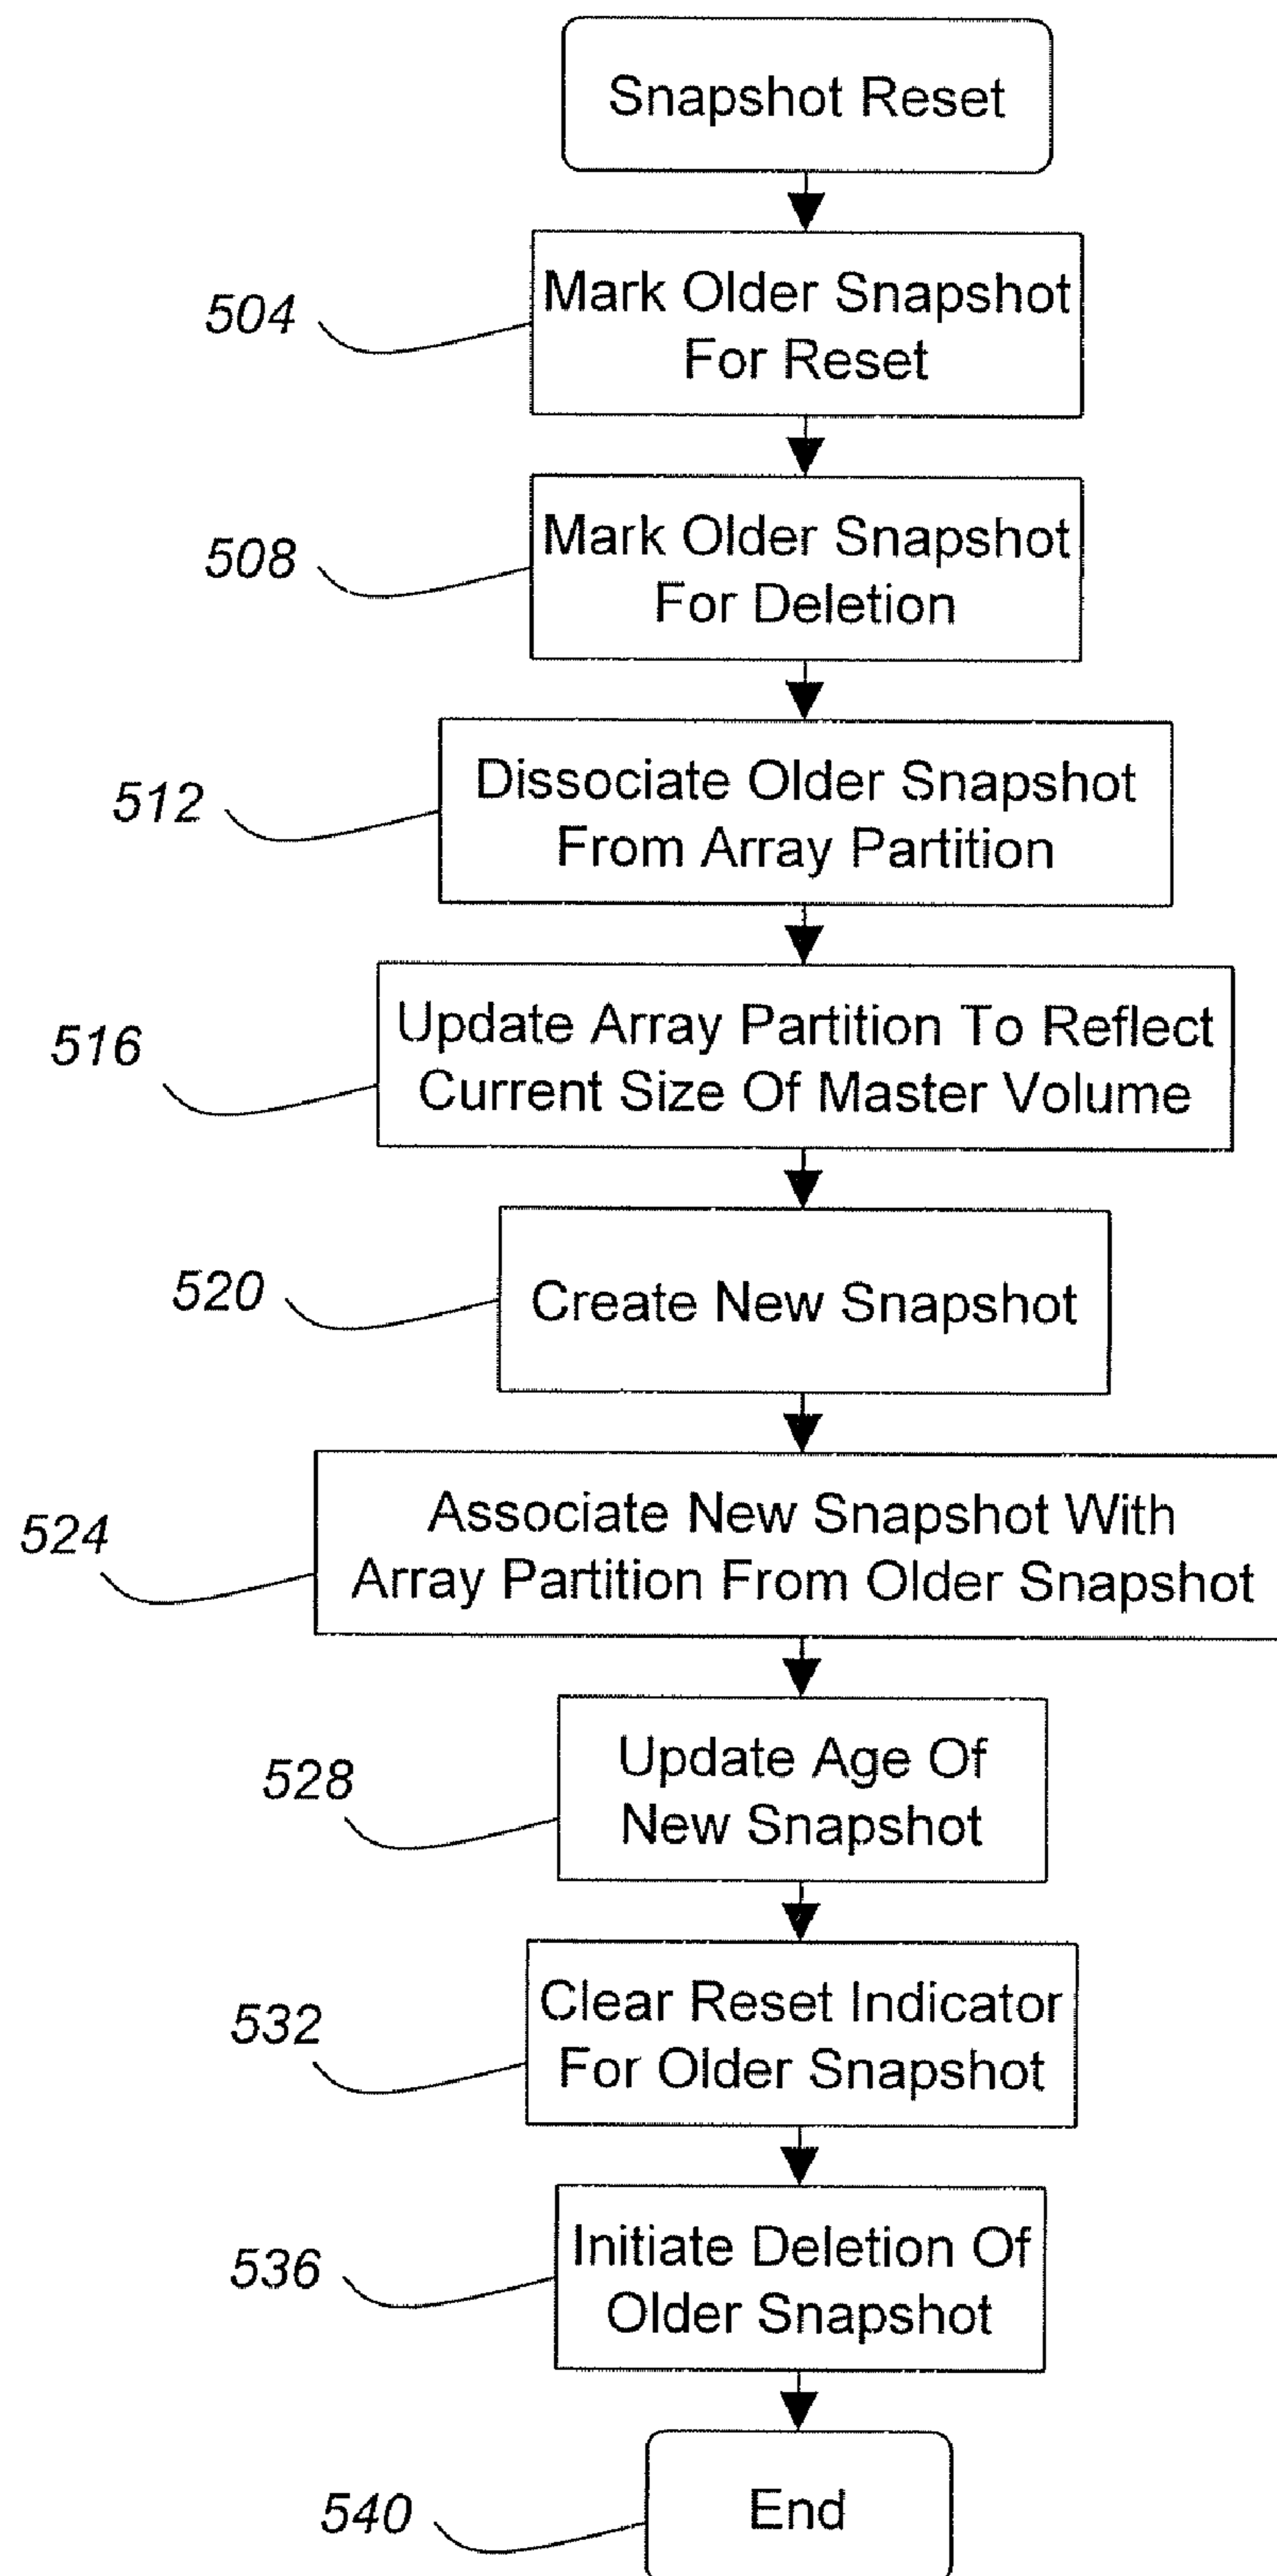 Snapshot Reset
504
Mark Older Snapshot
For Reset
508
Mark Older Snapshot
For Deletion
512
Dissociate Older Snapshot
From Array Partition
516
Update Array Partition To Reflect
Current Size Of Master Volume
520
Create New Snapshot
524
Associate New Snapshot With
Array Partition From Older Snapshot
528
Update Age Of
New Snapshot
532
Clear Reset Indicator
For Older Snapshot
536
Initiate Deletion Of
Older Snapshot
540
End